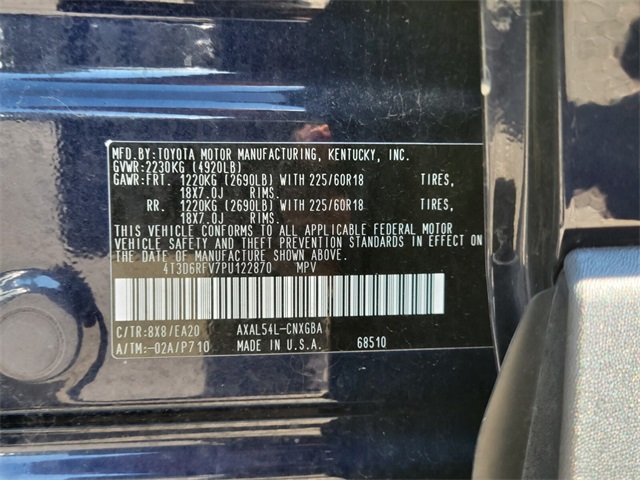 MFD.BY:TOYOTA MOTOR MANUFACTURING, KENTUCKY, INC.
GVWR:2230KG (4920LB)
GAWR:FRT. 1220KG (2690LB) WITH 225/60R18 TIRES,
18X7.0J RIMS.
RR. 1220KG (2690LB) WITH 225/60R18 TIRES,
18X7.0J RIMS.
THIS VEHICLE CONFORMS TO ALL APPLICABLE FEDERAL MOTOR
VEHICLE SAFETY AND THEFT PREVENTION STANDARDS IN EFFECT ON
THE DATE OF MANUFACTURE SHOWN ABOVE.
4T3D6RFV7PU122870 MPV
C/TR:8X8/EA20 AXAL54L-CNXGBA
A/TM:-02A/P710 MADE IN U.S.A. 68510